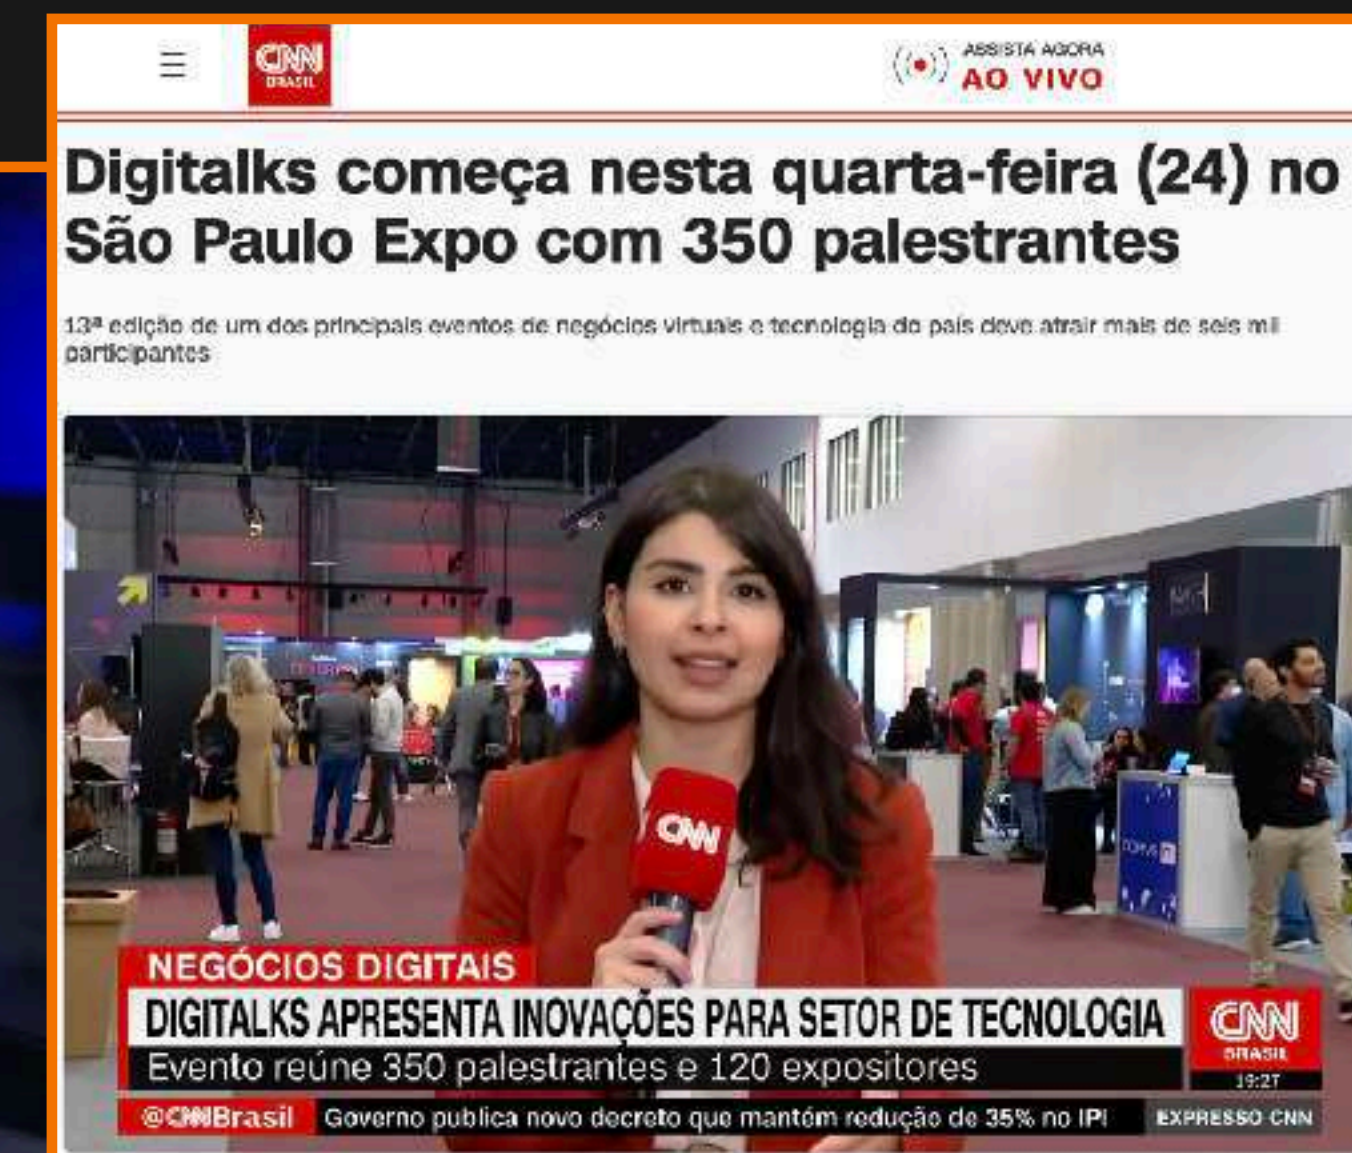 CNN
BRASIL
ASSISTA AGORA
AO VIVO
Digitalks começa nesta quarta-feira (24) no
São Paulo Expo com 350 palestrantes
13ª edição de um dos principais eventos de negócios virtuais e tecnologia do país deve atrair mais de seis mil
participantes
CNN
NEGÓCIOS DIGITAIS
DIGITALKS APRESENTA INOVAÇÕES PARA SETOR DE TECNOLOGIA
Evento reúne 350 palestrantes e 120 expositores
CNN
BRASIL
19:27
@CNNBrasil Governo publica novo decreto que mantém redução de 35% no IPI
EXPRESSO CNN